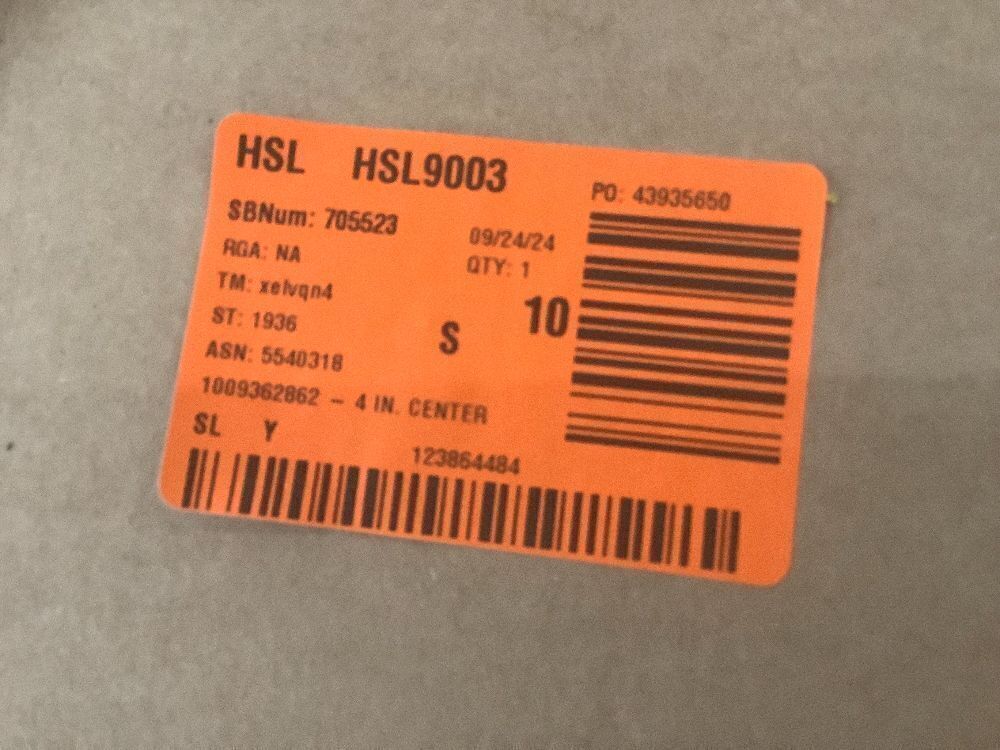 HSL HSL9003
PO: 43935650
SBNum: 705523
09/24/24
RGA: NA
QTY: 1
TM: xelvqn4
10
ST: 1936
S
ASN: 5540318
1009362862 – 4 IN. CENTER
SL Y
123864484